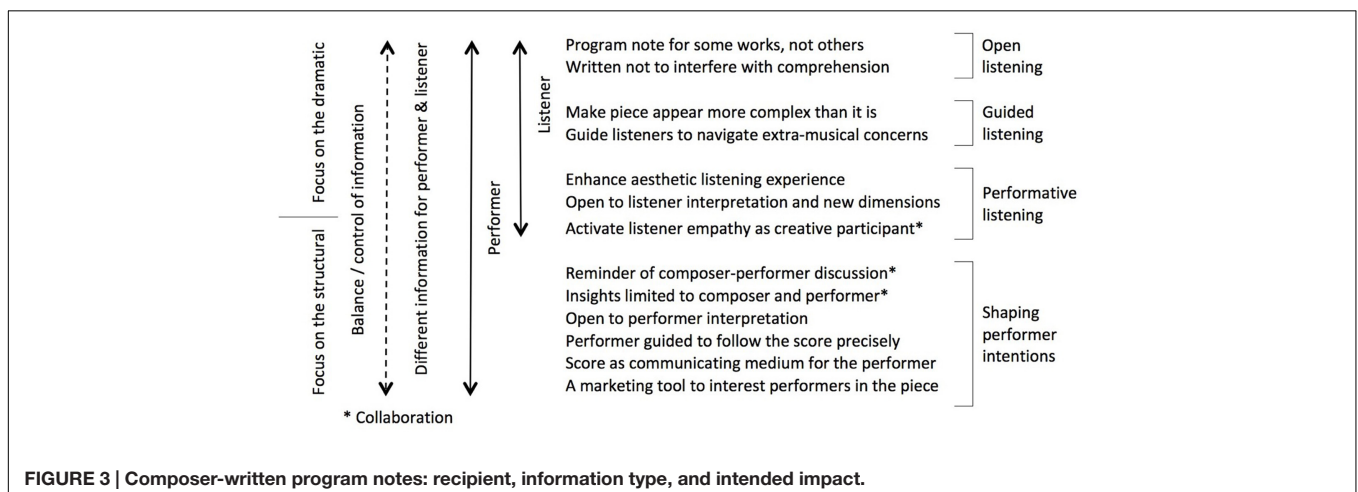 Focus on the dramatic
Focus on the structural
Balance / control of information
Different information for performer & listener
Performer
Listener
Program note for some works, not others
Written not to interfere with comprehension
Open
listening
Make piece appear more complex than it is
Guide listeners to navigate extra-musical concerns
Guided
listening
Enhance aesthetic listening experience
Open to listener interpretation and new dimensions
Activate listener empathy as creative participant*
Performative
listening
Reminder of composer-performer discussion*
Insights limited to composer and performer*
Open to performer interpretation
Performer guided to follow the score precisely
Score as communicating medium for the performer
A marketing tool to interest performers in the piece
Shaping
performer
intentions
* Collaboration
FIGURE 3 | Composer-written program notes: recipient, information type, and intended impact.